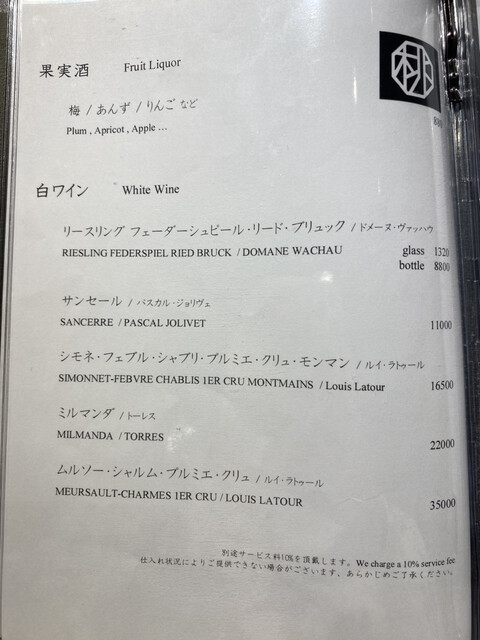 果実酒 Fruit Liquor
梅 / あんず / りんご など
880
Plum , Apricot , Apple ...
白ワイン White Wine
リースリング フェーダーシュピール・リード・ブリュック / ドメーヌ・ヴァッハウ
RIESLING FEDERSPIEL RIED BRUCK / DOMANE WACHAU glass 1320
bottle 8800
サンセール / パスカル・ジョリヴェ
SANCERRE / PASCAL JOLIVET 11000
シモネ・フェブル・シャブリ・プルミエ・クリュ・モンマン / ルイ・ラトゥール
SIMONNET-FEBVRE CHABLIS 1ER CRU MONTMAINS / Louis Latour 16500
ミルマンダ / トーレス
MILMANDA / TORRES 22000
ムルソー・シャルム・プルミエ・クリュ / ルイ・ラトゥール
MEURSAULT-CHARMES 1ER CRU / LOUIS LATOUR 35000
別途サービス料10%を頂戴します。We charge a 10% service fee
仕入れ状況によりご提供できない場合がございます。あらかじめご了承ください。